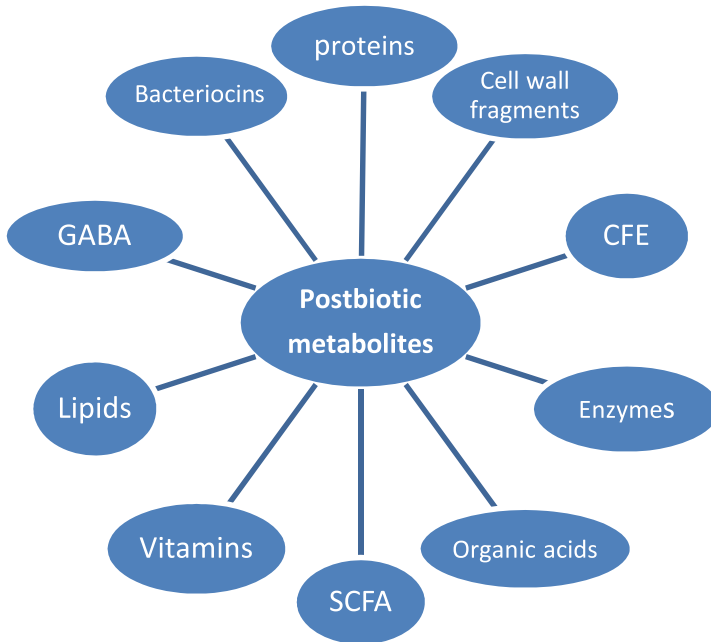 proteins
Bacteriocins
Cell wall
fragments
GABA
CFE
Postbiotic
metabolites
Lipids
Enzymes
Vitamins
Organic acids
SCFA